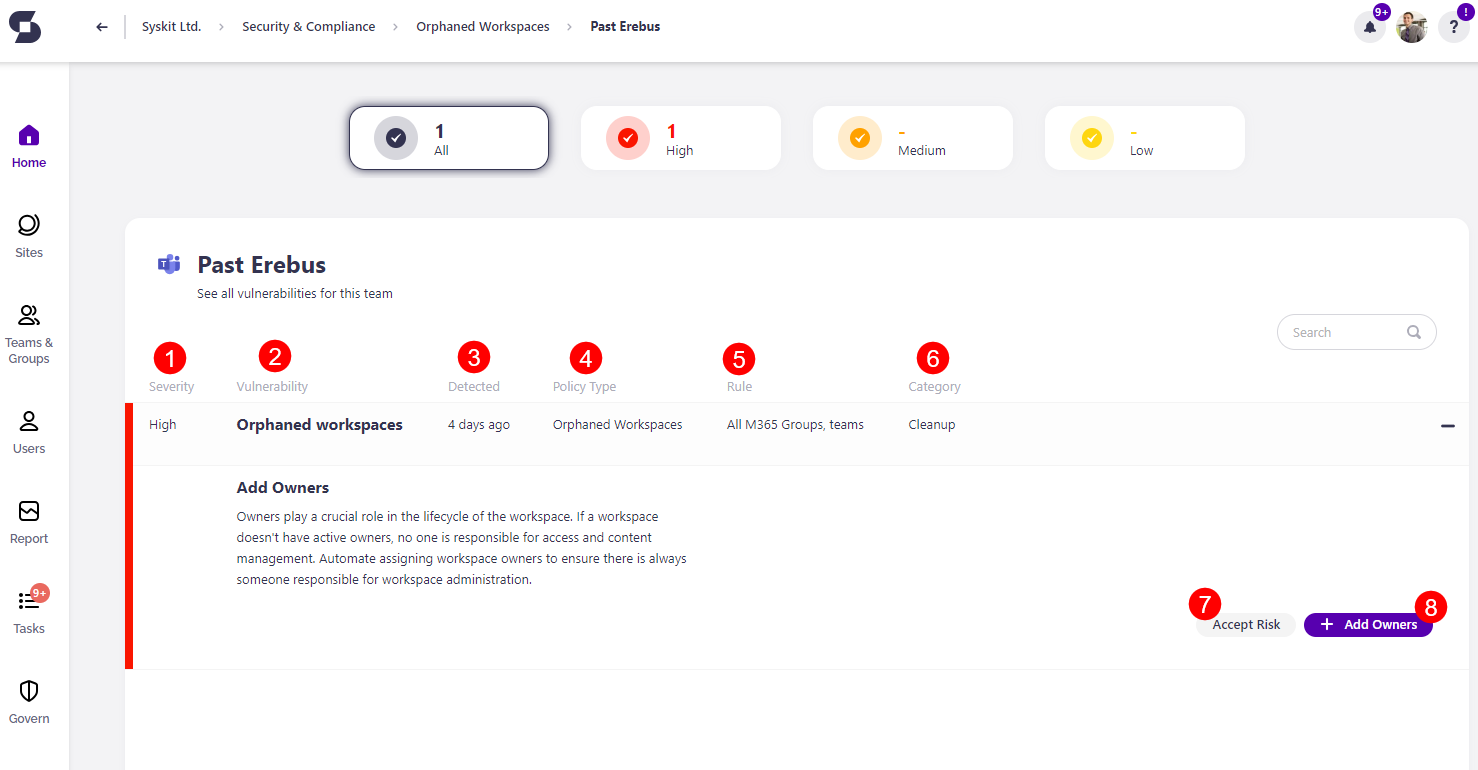 Syskit Ltd. > Security & Compliance > Orphaned Workspaces > Past Erebus
9+
!
?
1
All
1
High
-
Medium
-
Low
Home
Sites
Teams &
Groups
Users
Report
9+
Tasks
Govern
T
Past Erebus
See all vulnerabilities for this team
Search
1 2 3 4 5 6
Severity Vulnerability Detected Policy Type Rule Category
High Orphaned workspaces 4 days ago Orphaned Workspaces All M365 Groups, teams Cleanup
Add Owners
Owners play a crucial role in the lifecycle of the workspace. If a workspace
doesn't have active owners, no one is responsible for access and content
management. Automate assigning workspace owners to ensure there is always
someone responsible for workspace administration.
7 8
Accept Risk + Add Owners